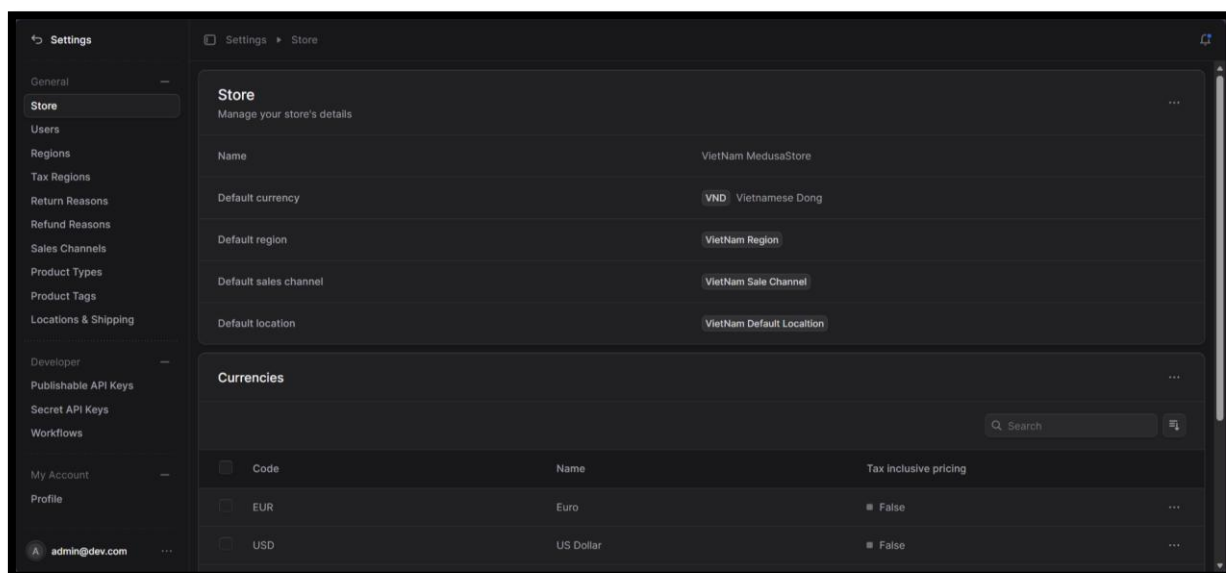 Settings
Settings ▸ Store
General
Store
Users
Regions
Tax Regions
Return Reasons
Refund Reasons
Sales Channels
Product Types
Product Tags
Locations & Shipping
Developer
Publishable API Keys
Secret API Keys
Workflows
My Account
Profile
A admin@dev.com
Store
Manage your store's details
Name VietNam MedusaStore
Default currency VND Vietnamese Dong
Default region VietNam Region
Default sales channel VietNam Sale Channel
Default location VietNam Default Localtion
Currencies
Search
Code Name Tax inclusive pricing
EUR Euro False
USD US Dollar False